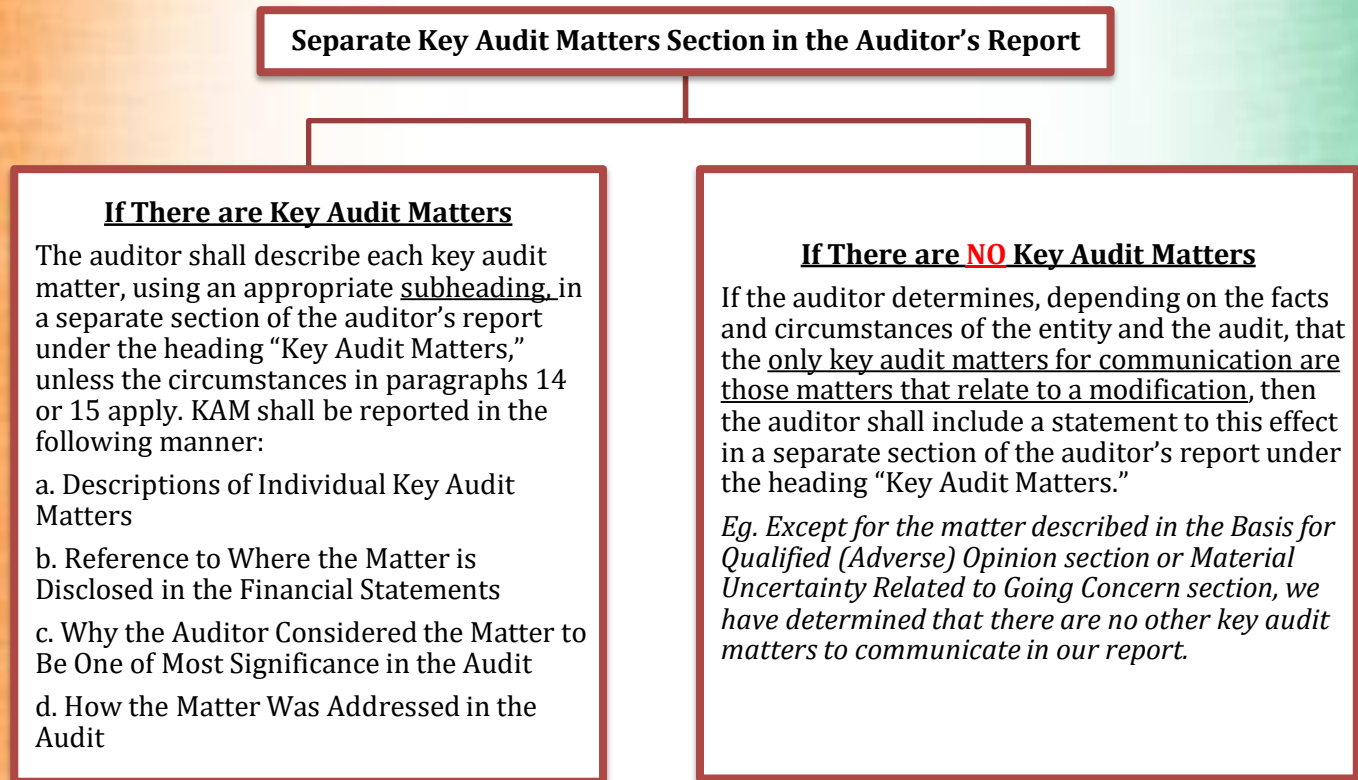 Separate Key Audit Matters Section in the Auditor’s Report
If There are Key Audit Matters
The auditor shall describe each key audit
matter, using an appropriate subheading, in
a separate section of the auditor’s report
under the heading “Key Audit Matters,”
unless the circumstances in paragraphs 14
or 15 apply. KAM shall be reported in the
following manner:
a. Descriptions of Individual Key Audit
Matters
b. Reference to Where the Matter is
Disclosed in the Financial Statements
c. Why the Auditor Considered the Matter to
Be One of Most Significance in the Audit
d. How the Matter Was Addressed in the
Audit
If There are NO Key Audit Matters
If the auditor determines, depending on the facts
and circumstances of the entity and the audit, that
the only key audit matters for communication are
those matters that relate to a modification, then
the auditor shall include a statement to this effect
in a separate section of the auditor’s report under
the heading “Key Audit Matters.”
Eg. Except for the matter described in the Basis for
Qualified (Adverse) Opinion section or Material
Uncertainty Related to Going Concern section, we
have determined that there are no other key audit
matters to communicate in our report.